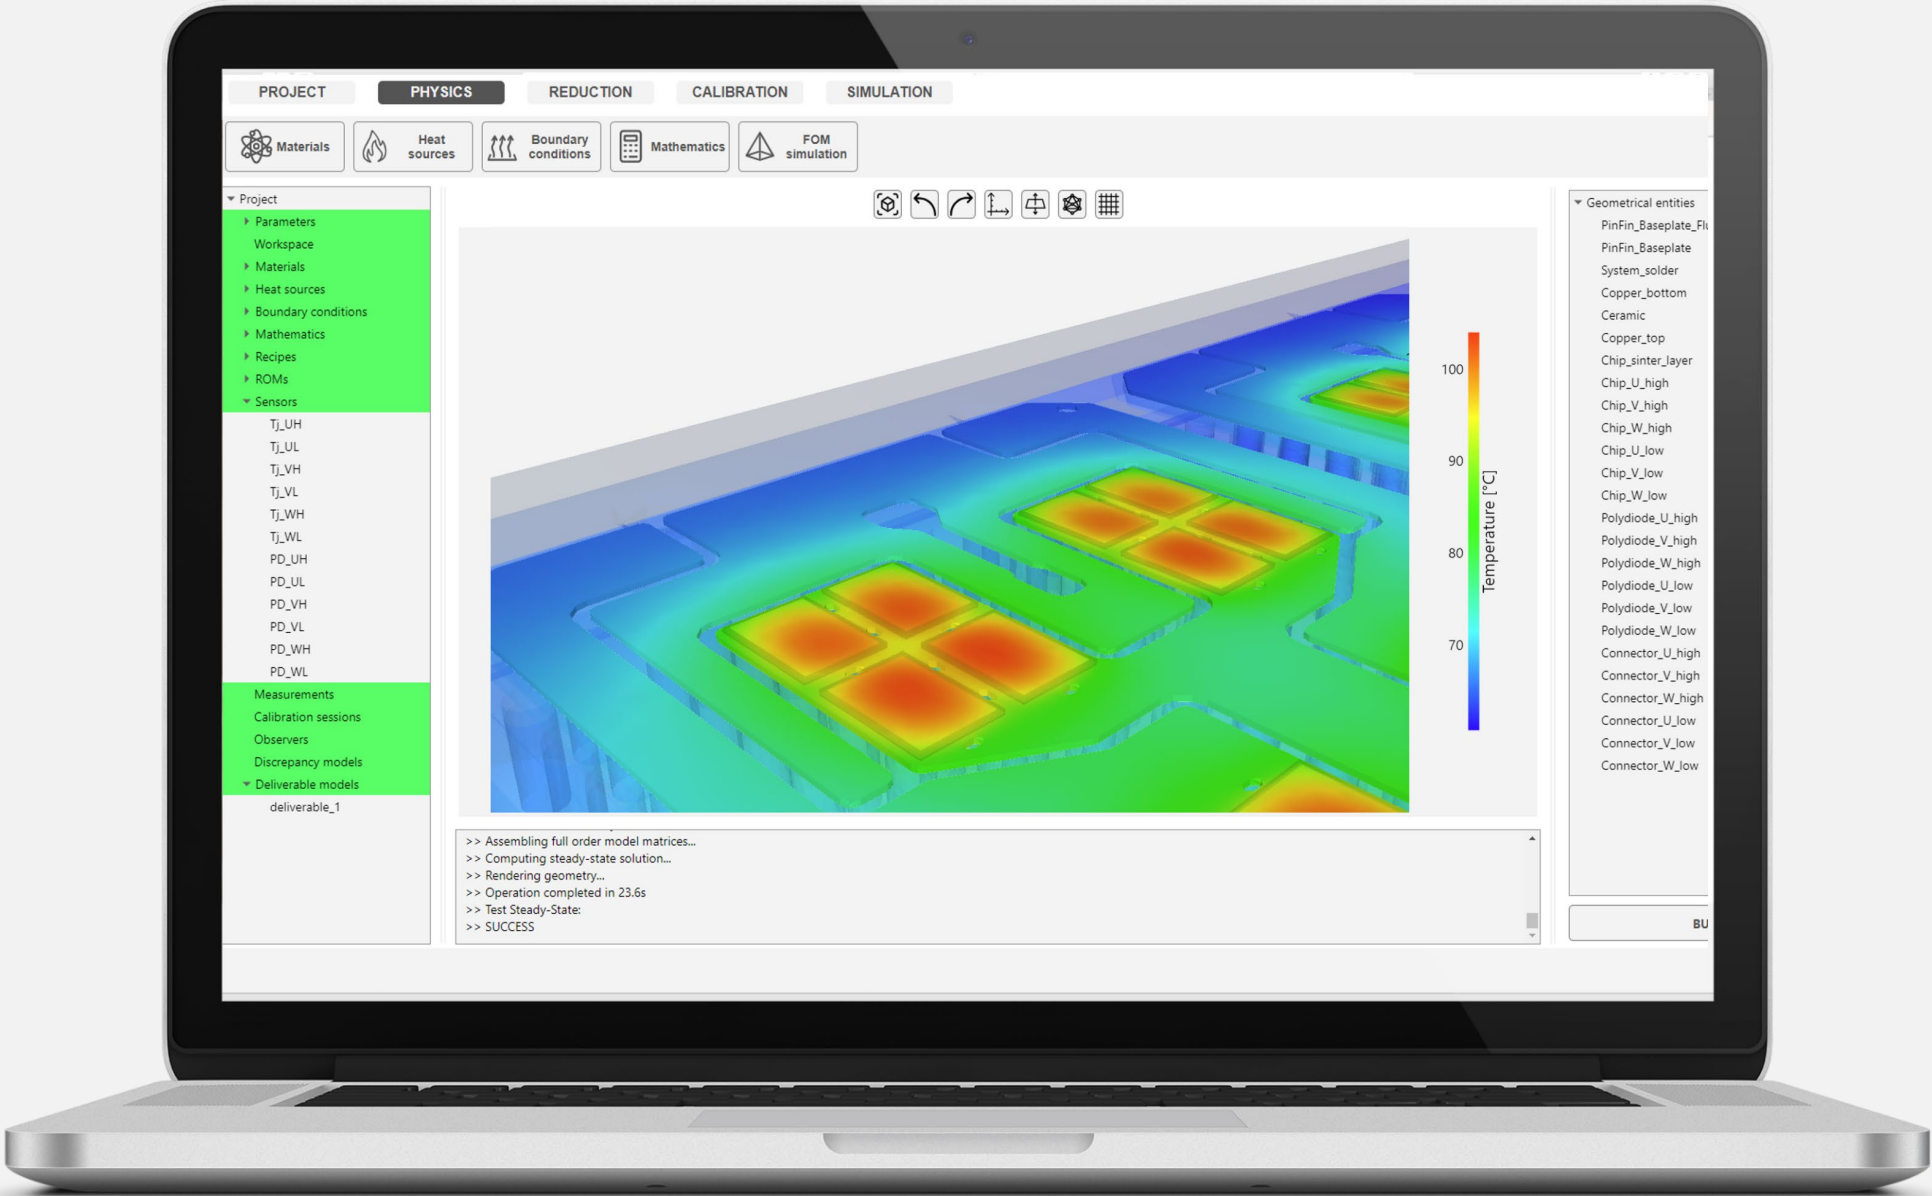 PROJECT PHYSICS REDUCTION CALIBRATION SIMULATION
Materials
Heat sources
Boundary conditions
Mathematics
FOM simulation
Project
Parameters
Workspace
Materials
Heat sources
Boundary conditions
Mathematics
Recipes
ROMs
Sensors
Tj_UH
Tj_UL
Tj_VH
Tj_VL
Tj_WH
Tj_WL
PD_UH
PD_UL
PD_VH
PD_VL
PD_WH
PD_WL
Measurements
Calibration sessions
Observers
Discrepancy models
Deliverable models
deliverable_1
100
90
80
70
Temperature [°C]
>> Assembling full order model matrices...
>> Computing steady-state solution...
>> Rendering geometry...
>> Operation completed in 23.6s
>> Test Steady-State:
>> SUCCESS
Geometrical entities
PinFin_Baseplate_Flu
PinFin_Baseplate
System_solder
Copper_bottom
Ceramic
Copper_top
Chip_sinter_layer
Chip_U_high
Chip_V_high
Chip_W_high
Chip_U_low
Chip_V_low
Chip_W_low
Polydiode_U_high
Polydiode_V_high
Polydiode_W_high
Polydiode_U_low
Polydiode_V_low
Polydiode_W_low
Connector_U_high
Connector_V_high
Connector_W_high
Connector_U_low
Connector_V_low
Connector_W_low
BU